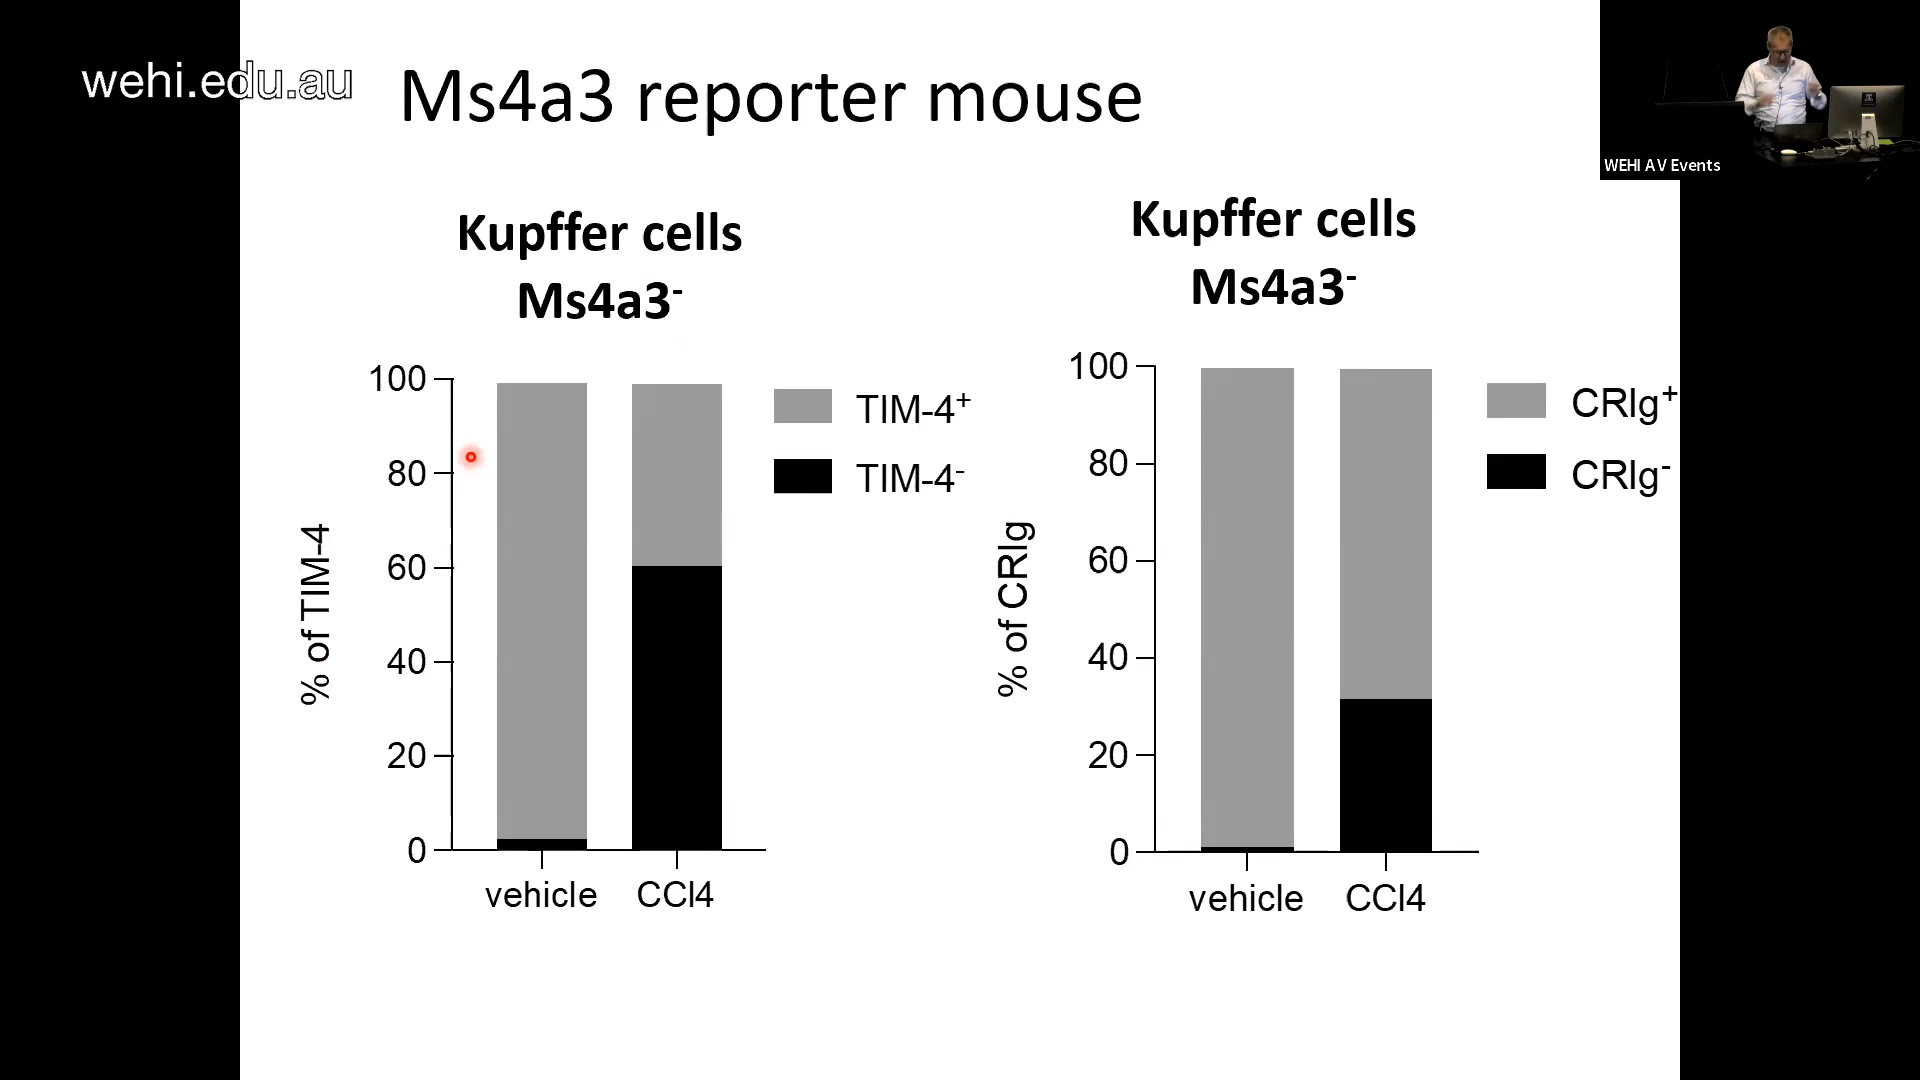 wehi.edu.au
Ms4a3 reporter mouse
WEHI AV Events
Kupffer cells
Ms4a3⁻
% of TIM-4
100
80
60
40
20
0
vehicle
CCl4
TIM-4⁺
TIM-4⁻
Kupffer cells
Ms4a3⁻
% of CRIg
100
80
60
40
20
0
vehicle
CCl4
CRIg⁺
CRIg⁻